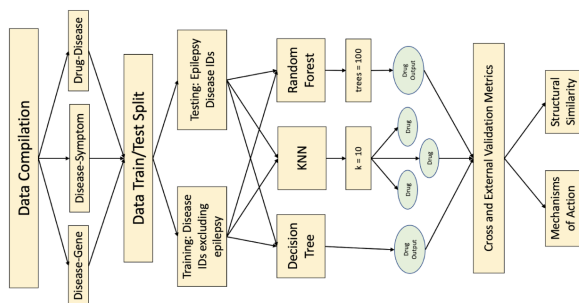 Data Compilation
Disease-Gene
Disease-Symptom
Drug-Disease
Data Train/Test Split
Training: Disease
IDs excluding
epilepsy
Testing: Epilepsy
Disease IDs
Decision
Tree
KNN
Random
Forest
k = 10
trees = 100
Drug
Output
Drug
Drug
Drug
Drug
Output
Cross and External Validation Metrics
Mechanisms
of Action
Structural
Similarity